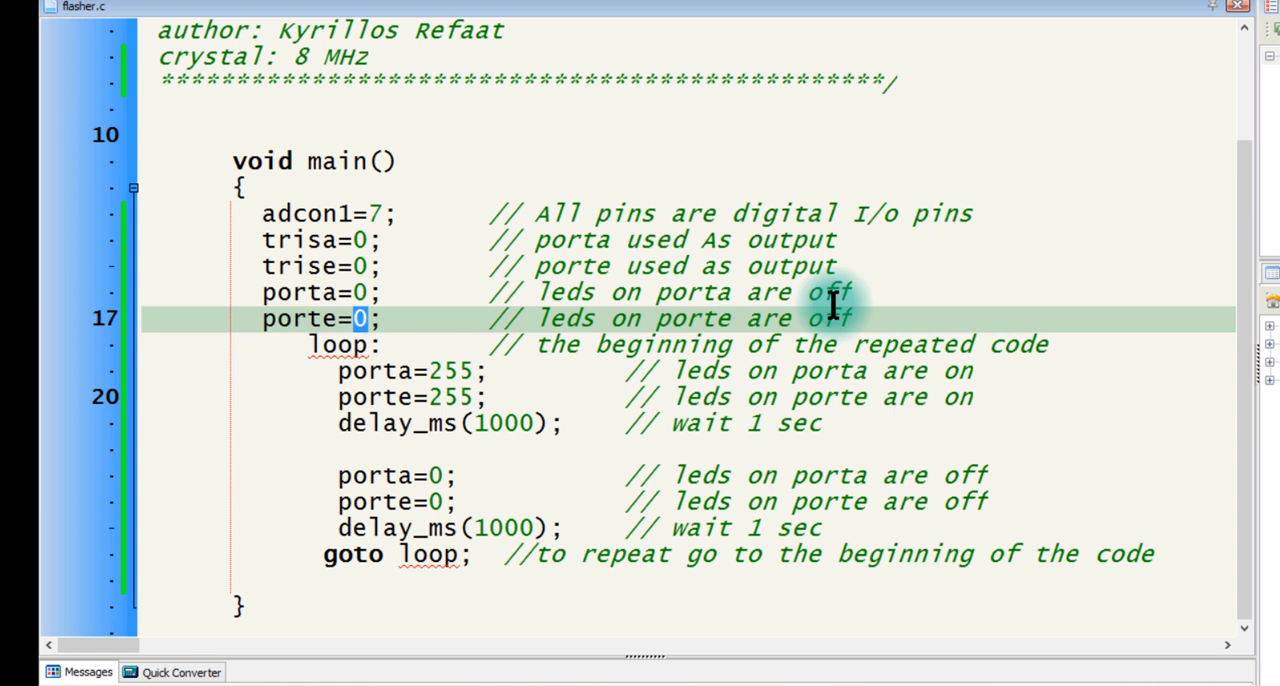 flasher.c
author: Kyrillos Refaat
crystal: 8 MHz
************************************************/
10
void main()
{
adcon1=7; // All pins are digital I/o pins
trisa=0; // porta used As output
trise=0; // porte used as output
porta=0; // leds on porta are off
17 porte=0; // leds on porte are off
loop: // the beginning of the repeated code
porta=255; // leds on porta are on
20 porte=255; // leds on porte are on
delay_ms(1000); // wait 1 sec
porta=0; // leds on porta are off
porte=0; // leds on porte are off
delay_ms(1000); // wait 1 sec
goto loop; //to repeat go to the beginning of the code
}
Messages Quick Converter